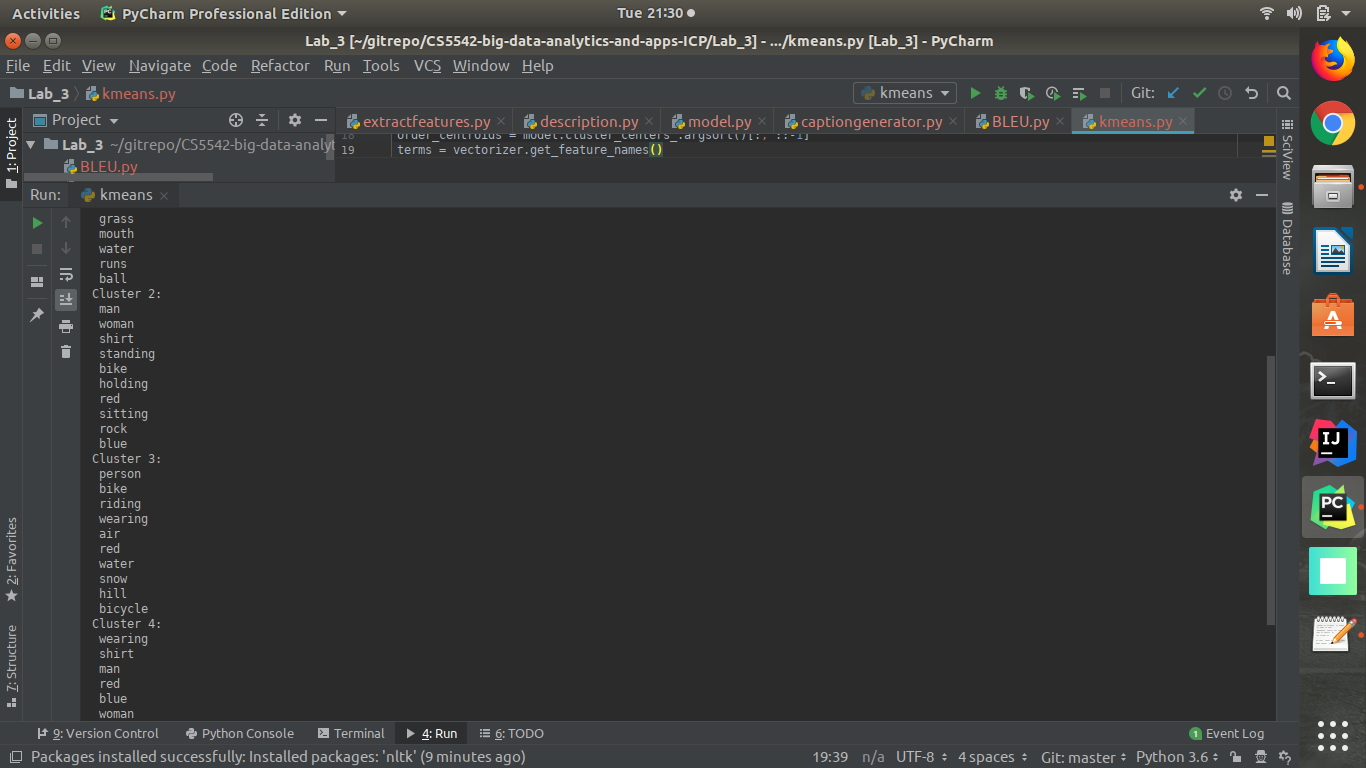 Activities PyCharm Professional Edition Tue 21:30
Lab_3 [~/gitrepo/CS5542-big-data-analytics-and-apps-ICP/Lab_3] - .../kmeans.py [Lab_3] - PyCharm
File Edit View Navigate Code Refactor Run Tools VCS Window Help
Lab_3 kmeans.py kmeans Git:
1: Project
Project extractfeatures.py description.py model.py captiongenerator.py BLEU.py kmeans.py
18 order_centroids = model.cluster_centers_.argsort()[:, ::-1]
Lab_3 ~/gitrepo/CS5542-big-data-analyt
19 terms = vectorizer.get_feature_names()
BLEU.py
SciView
Database
Run: kmeans
grass
mouth
water
runs
ball
Cluster 2:
man
woman
shirt
standing
bike
holding
red
sitting
rock
blue
Cluster 3:
person
bike
riding
wearing
air
red
water
snow
hill
bicycle
Cluster 4:
wearing
shirt
man
red
blue
woman
2: Favorites
7: Structure
9: Version Control Python Console Terminal 4: Run 6: TODO 1 Event Log
Packages installed successfully: Installed packages: 'nltk' (9 minutes ago) 19:39 n/a UTF-8 4 spaces Git: master Python 3.6
IJ
PC